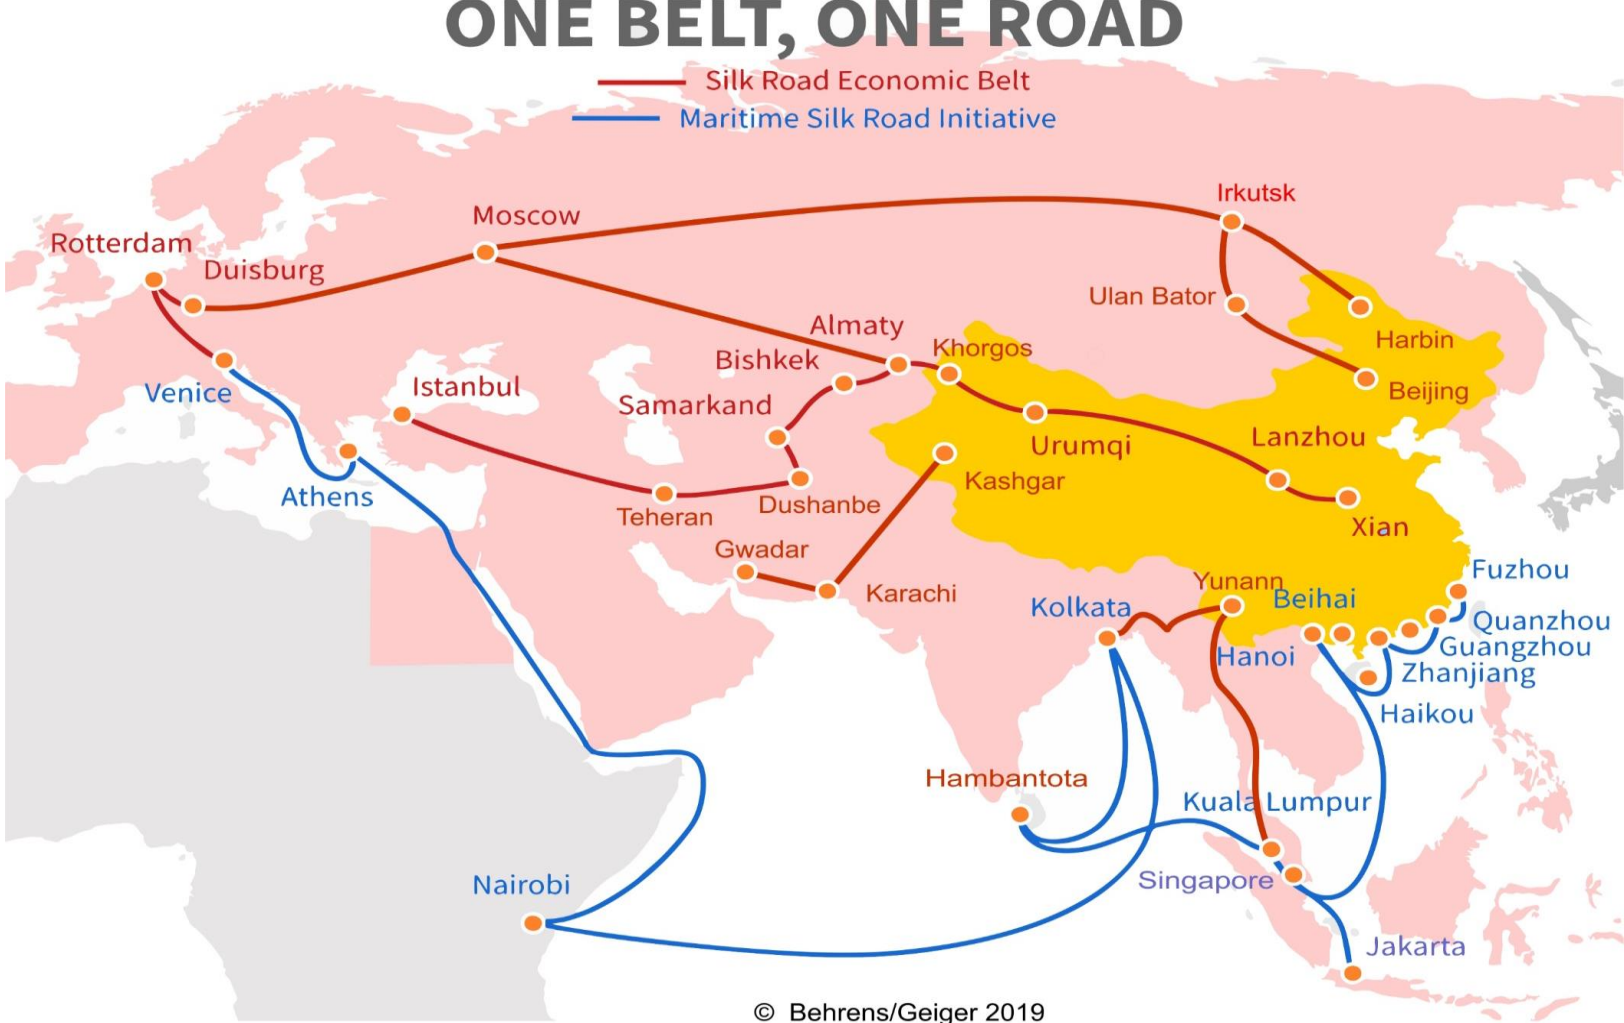 ONE BELT, ONE ROAD
Silk Road Economic Belt
Maritime Silk Road Initiative
Irkutsk
Moscow
Rotterdam
Duisburg
Ulan Bator
Almaty
Khorgos
Harbin
Bishkek
Beijing
Venice
Istanbul
Samarkand
Urumqi
Lanzhou
Kashgar
Athens
Dushanbe
Teheran
Xian
Gwadar
Karachi
Fuzhou
Yunann
Kolkata
Beihai
Quanzhou
Guangzhou
Hanoi
Zhanjiang
Haikou
Hambantota
Kuala Lumpur
Singapore
Nairobi
Jakarta
© Behrens/Geiger 2019